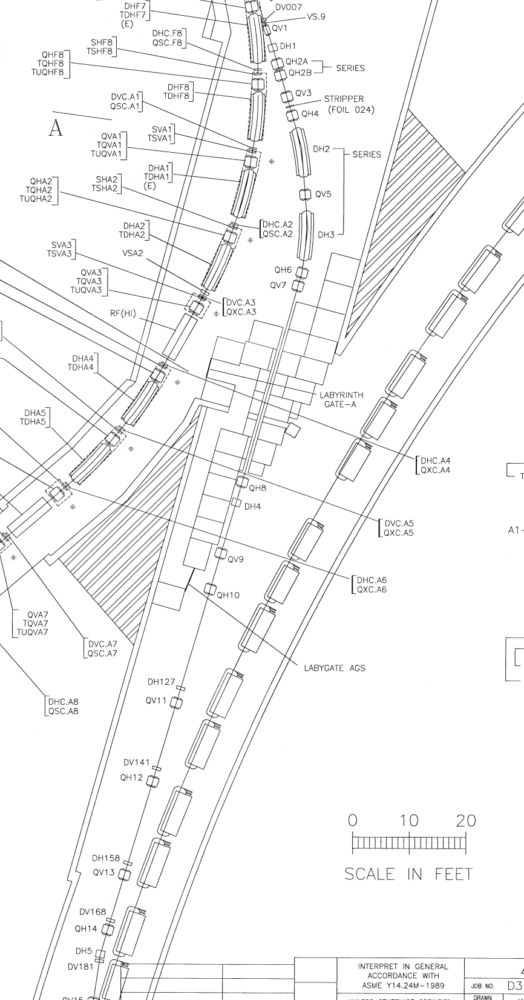 DHF7
TDHF7
(E)
DV007
VS.9
QV1
DHC.F8
QSC.F8
SHF8
TSHF8
DH1
QHF8
TQHF8
TUQHF8
QH2A
QH2B
SERIES
DHF8
TDHF8
QV3
DVC.A1
QSC.A1
STRIPPER
(FOIL 024)
QH4
A
SVA1
TSVA1
QVA1
TQVA1
TUQVA1
DH2
SERIES
DHA1
TDHA1
(E)
QHA2
TQHA2
TUQHA2
SHA2
TSHA2
QV5
DHC.A2
QSC.A2
DHA2
TDHA2
DH3
SVA3
TSVA3
VSA2
QH6
QV7
QVA3
TQVA3
TUQVA3
DVC.A3
QXC.A3
RF(HI)
DHA4
TDHA4
LABYRINTH
GATE-A
DHA5
TDHA5
DHC.A4
QXC.A4
QH8
DH4
DVC.A5
QXC.A5
A1-
QV9
DHC.A6
QXC.A6
QH10
QVA7
TQVA7
TUQVA7
DVC.A7
QSC.A7
LABYGATE AGS
DH127
QV11
DHC.A8
QSC.A8
DV141
QH12
0 10 20
SCALE IN FEET
DH158
QV13
DV168
QH14
DH5
DV181
INTERPRET IN GENERAL
ACCORDANCE WITH
ASME Y14.24M-1989
JOB NO. D3
DRAWN
QV15